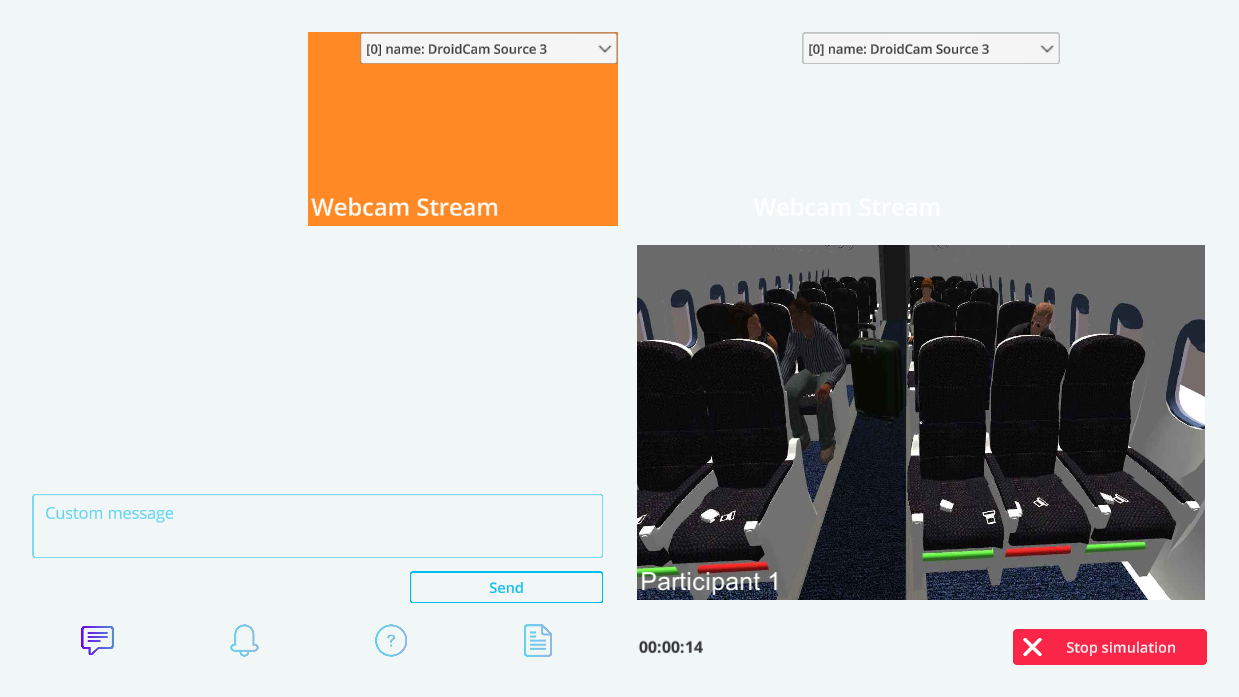 [0] name: DroidCam Source 3
[0] name: DroidCam Source 3
Webcam Stream
Webcam Stream
Custom message
Send
Participant 1
?
00:00:14
Stop simulation